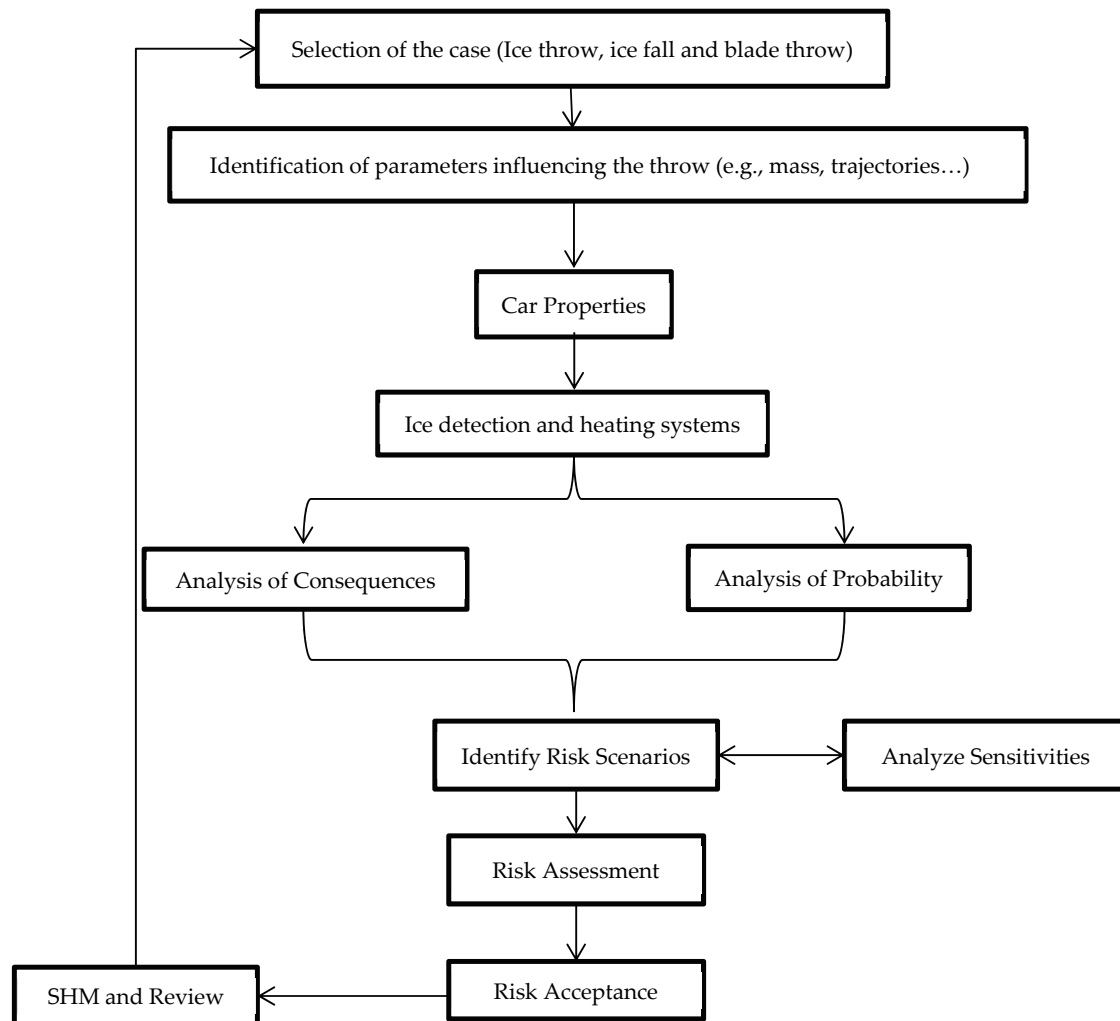 Selection of the case (Ice throw, ice fall and blade throw)
Identification of parameters influencing the throw (e.g., mass, trajectories…)
Car Properties
Ice detection and heating systems
Analysis of Consequences
Analysis of Probability
Identify Risk Scenarios
Analyze Sensitivities
Risk Assessment
SHM and Review
Risk Acceptance